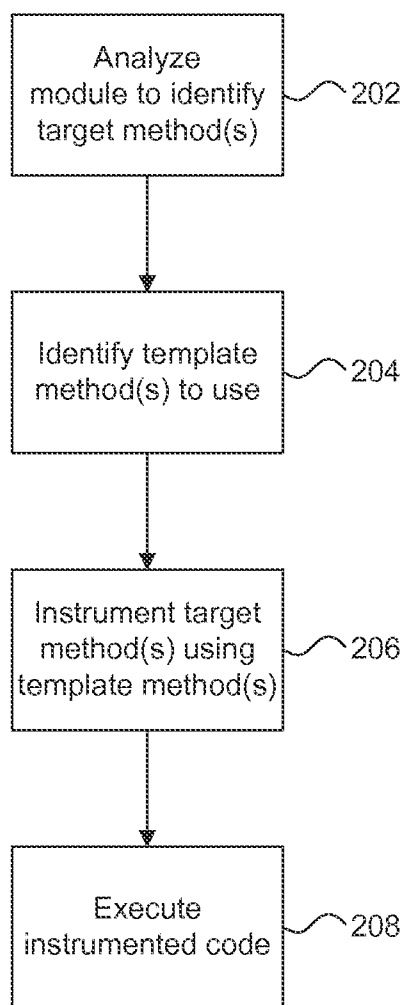 Analyze
module to identify
target method(s)
202
Identify template
method(s) to use
204
Instrument target
method(s) using
template method(s)
206
Execute
instrumented code
208